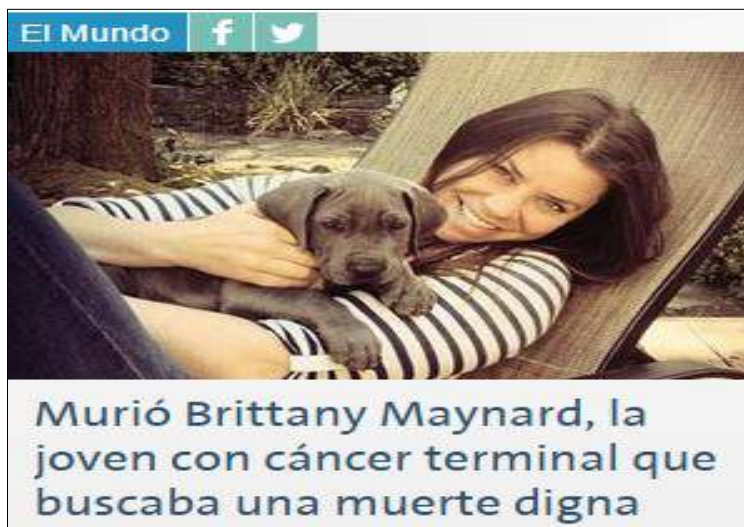 El Mundo
Murió Brittany Maynard, la
joven con cáncer terminal que
buscaba una muerte digna